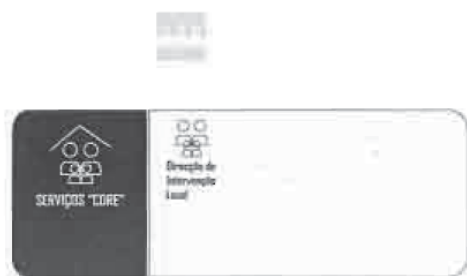 SERVIÇOS "CORE"
Direcção de
Intervenção
Local